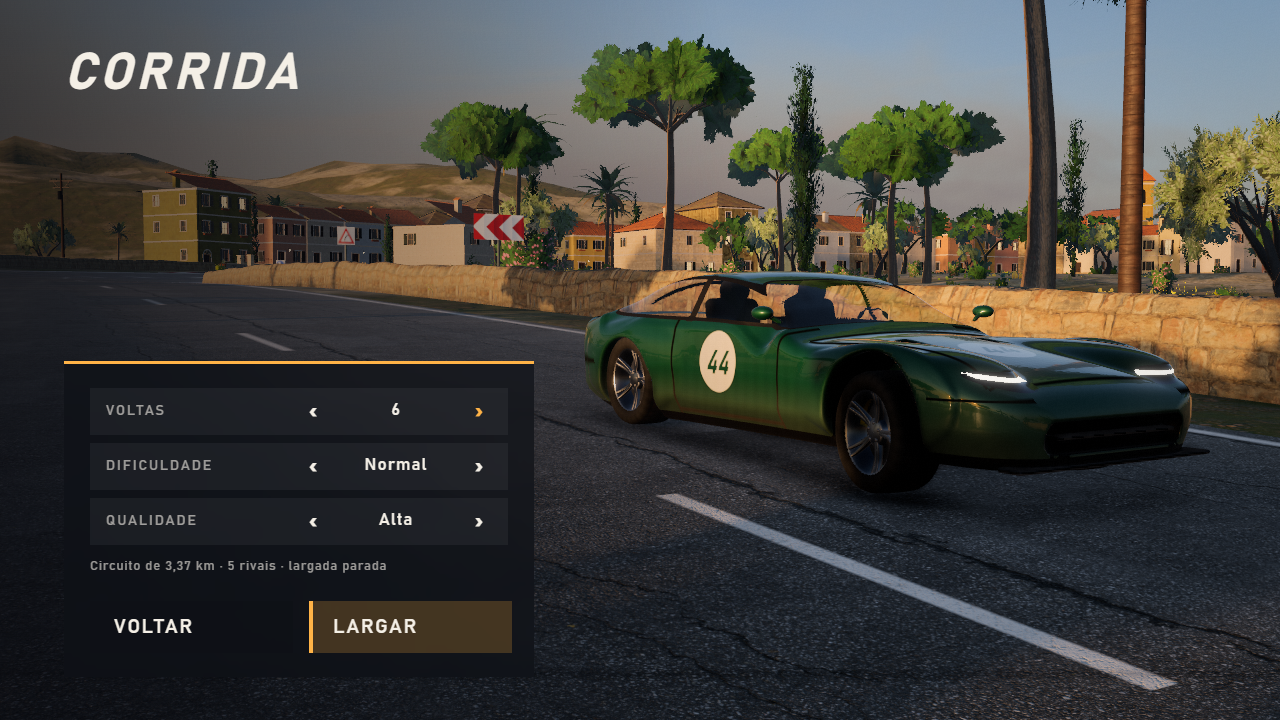 CORRIDA
44
VOLTAS ‹ 6 ›
DIFICULDADE ‹ Normal ›
QUALIDADE ‹ Alta ›
Circuito de 3,37 km · 5 rivais · largada parada
VOLTAR LARGAR